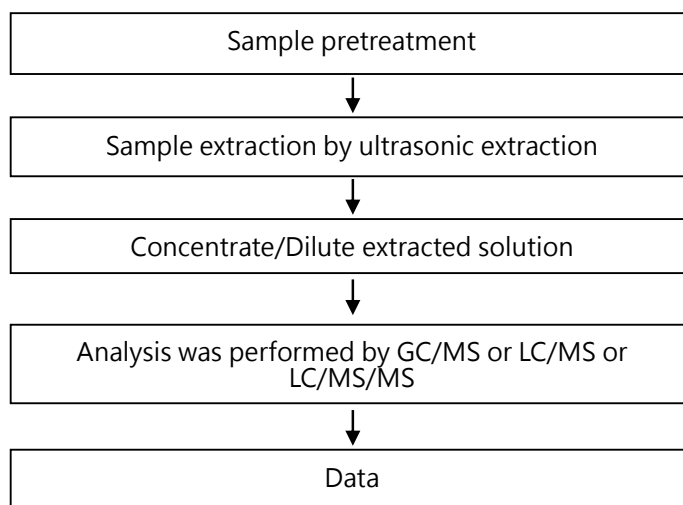 Sample pretreatment
Sample extraction by ultrasonic extraction
Concentrate/Dilute extracted solution
Analysis was performed by GC/MS or LC/MS or
LC/MS/MS
Data